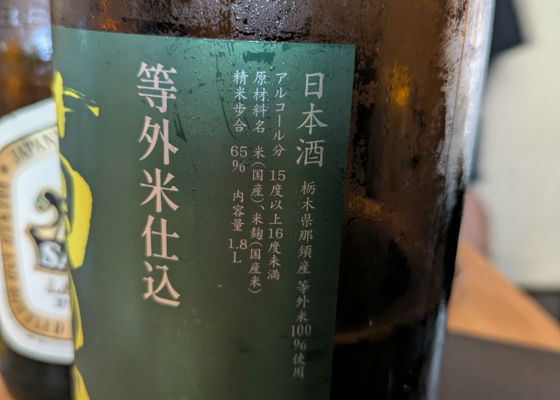 日本酒 栃木県那須産 等外米100%使用
アルコール分 15度以上16度未満
原材料名 米(国産)、米麹(国産米)
精米歩合 65% 内容量 1.8L
等外米仕込
JAPAN